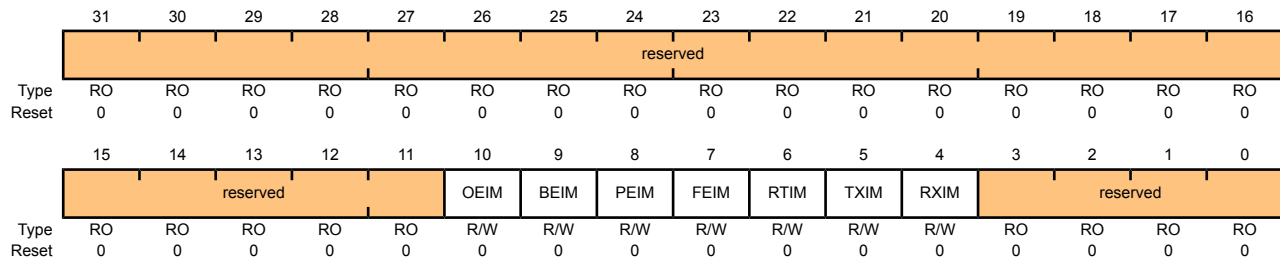 31 30 29 28 27 26 25 24 23 22 21 20 19 18 17 16
reserved
Type RO RO RO RO RO RO RO RO RO RO RO RO RO RO RO RO
Reset 0 0 0 0 0 0 0 0 0 0 0 0 0 0 0 0
15 14 13 12 11 10 9 8 7 6 5 4 3 2 1 0
reserved OEIM BEIM PEIM FEIM RTIM TXIM RXIM reserved
Type RO RO RO RO RO R/W R/W R/W R/W R/W R/W R/W RO RO RO RO
Reset 0 0 0 0 0 0 0 0 0 0 0 0 0 0 0 0